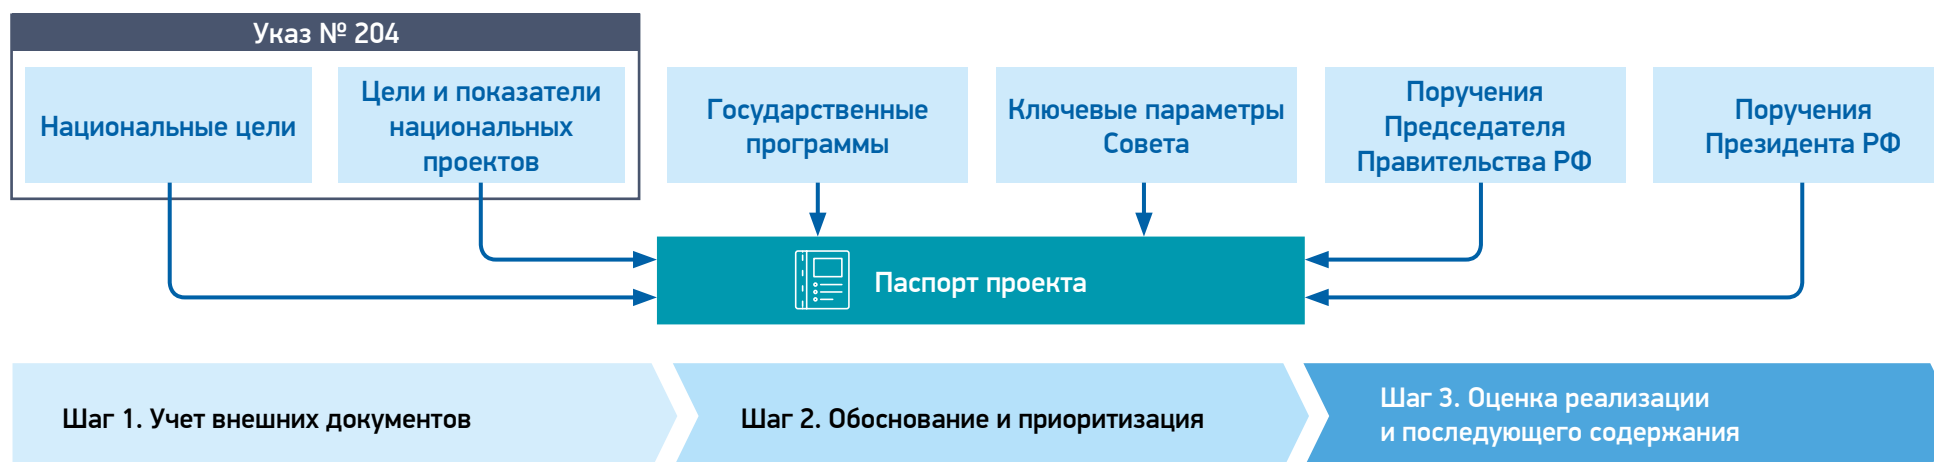 Указ № 204
Национальные цели
Цели и показатели
национальных
проектов
Государственные
программы
Ключевые параметры
Совета
Поручения
Председателя
Правительства РФ
Поручения
Президента РФ
Паспорт проекта
Шаг 1. Учет внешних документов
Шаг 2. Обоснование и приоритизация
Шаг 3. Оценка реализации
и последующего содержания